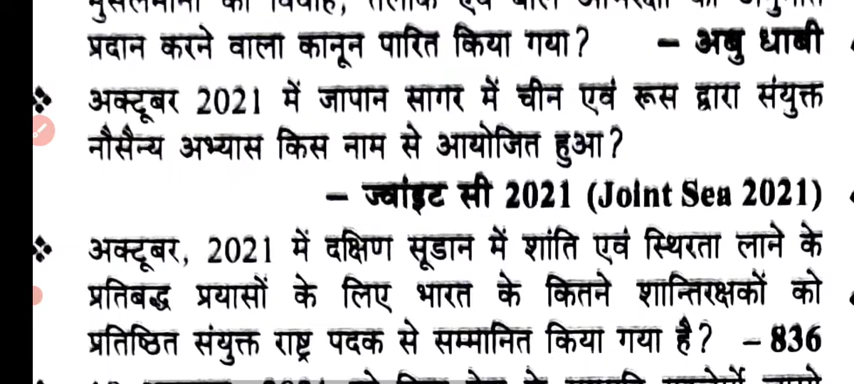 प्रदान करने वाला कानून पारित किया गया? – अबु धाबी
❖ अक्टूबर 2021 में जापान सागर में चीन एवं रूस द्वारा संयुक्त
नौसैन्य अभ्यास किस नाम से आयोजित हुआ?
– ज्वांइट सी 2021 (Joint Sea 2021)
❖ अक्टूबर, 2021 में दक्षिण सूडान में शांति एवं स्थिरता लाने के
प्रतिबद्ध प्रयासों के लिए भारत के कितने शान्तिरक्षकों को
प्रतिष्ठित संयुक्त राष्ट्र पदक से सम्मानित किया गया है? – 836